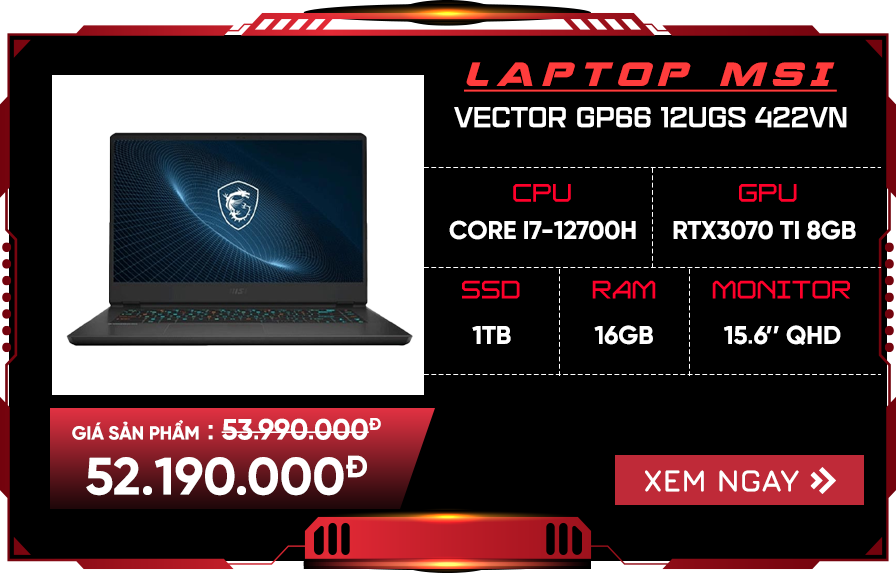 LAPTOP MSI
VECTOR GP66 12UGS 422VN
CPU
CORE I7-12700H
GPU
RTX3070 TI 8GB
SSD
1TB
RAM
16GB
MONITOR
15.6″ QHD
GIÁ SẢN PHẨM : 53.990.000Đ
52.190.000Đ
XEM NGAY